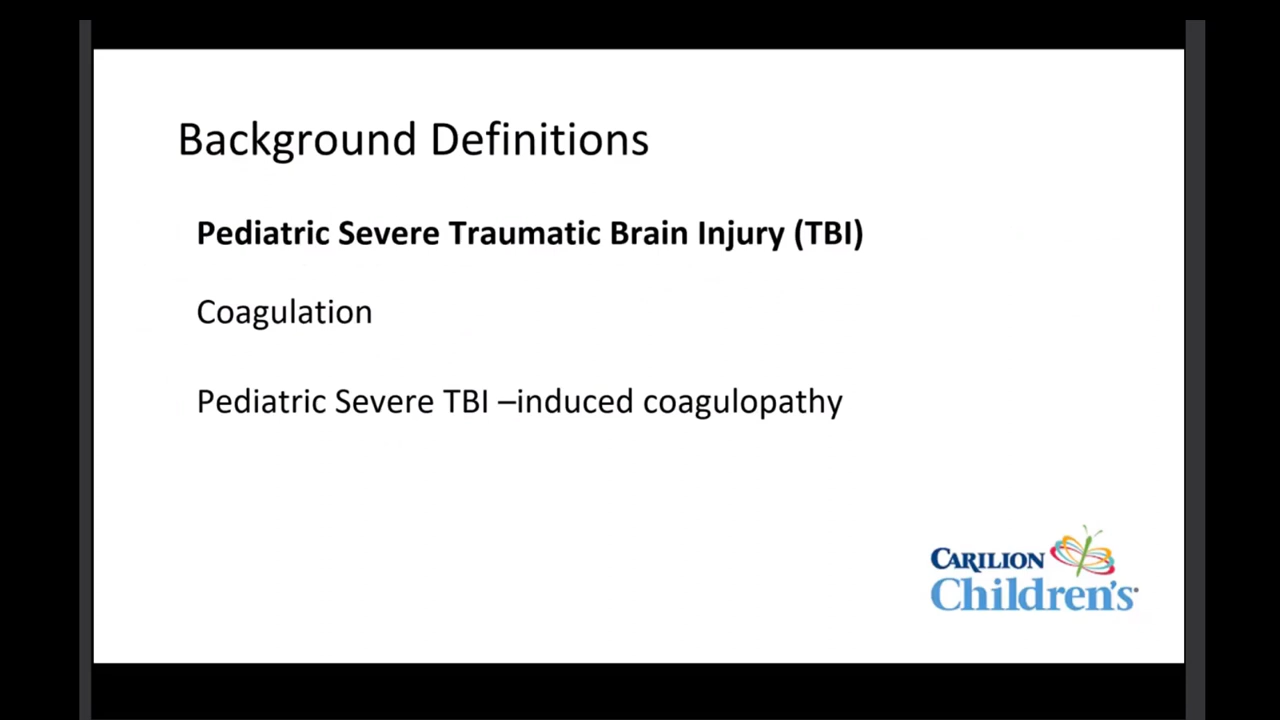 Background Definitions
Pediatric Severe Traumatic Brain Injury (TBI)
Coagulation
Pediatric Severe TBI –induced coagulopathy
CARILION
Children's